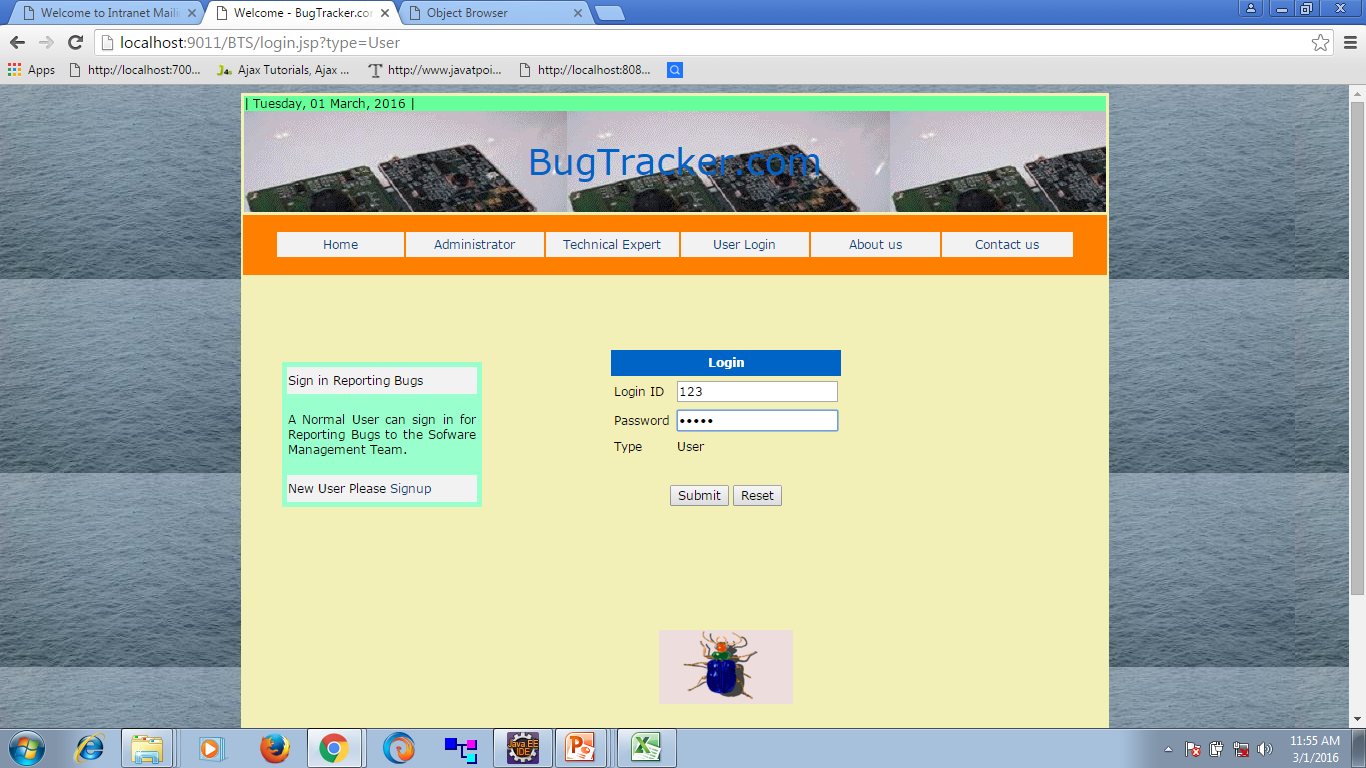 Welcome to Intranet Maili
Welcome - BugTracker.co
Object Browser
localhost:9011/BTS/login.jsp?type=User
Apps
http://localhost:700...
Ajax Tutorials, Ajax ...
http://www.javatpoi...
http://localhost:808...
| Tuesday, 01 March, 2016 |
BugTracker.com
Home Administrator Technical Expert User Login About us Contact us
Sign in Reporting Bugs
A Normal User can sign in for
Reporting Bugs to the Sofware
Management Team.
New User Please Signup
Login
Login ID 123
Password •••••
Type User
Submit Reset
Java EE
IDE
11:55 AM
3/1/2016